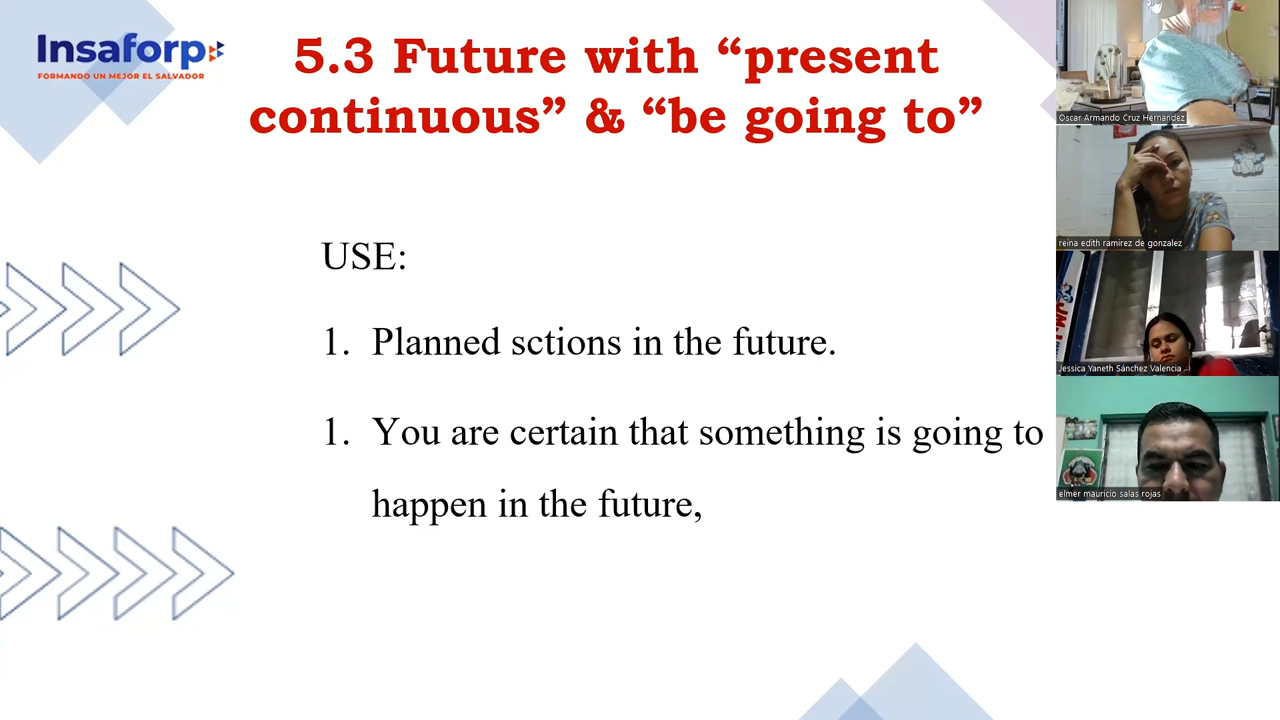 Insaforp
FORMANDO UN MEJOR EL SALVADOR
5.3 Future with “present
continuous” & “be going to”
USE:
1. Planned sctions in the future.
1. You are certain that something is going to
happen in the future,
Oscar Armando Cruz Hernandez
reina edith ramirez de gonzalez
Jessica Yaneth Sánchez Valencia
elmer mauricio salas rojas